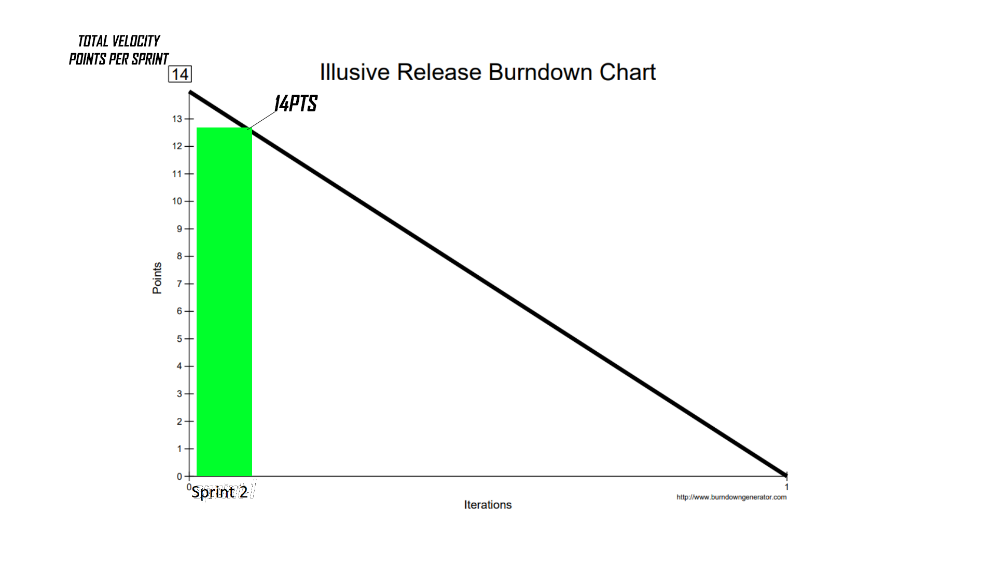 TOTAL VELOCITY
POINTS PER SPRINT
14
Illusive Release Burndown Chart
14PTS
13
12
11
10
9
8
7
6
5
4
3
2
1
0
Points
0
Sprint 2
1
Iterations
http://www.burndowngenerator.com